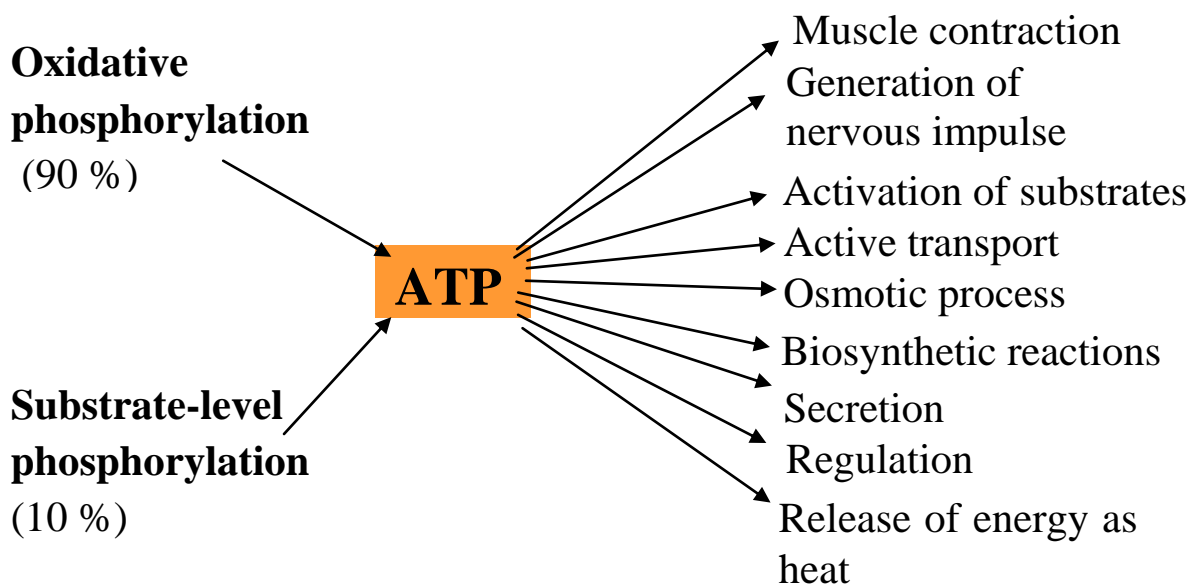 Oxidative
phosphorylation
(90 %)
Substrate-level
phosphorylation
(10 %)
ATP
Muscle contraction
Generation of
nervous impulse
Activation of substrates
Active transport
Osmotic process
Biosynthetic reactions
Secretion
Regulation
Release of energy as
heat